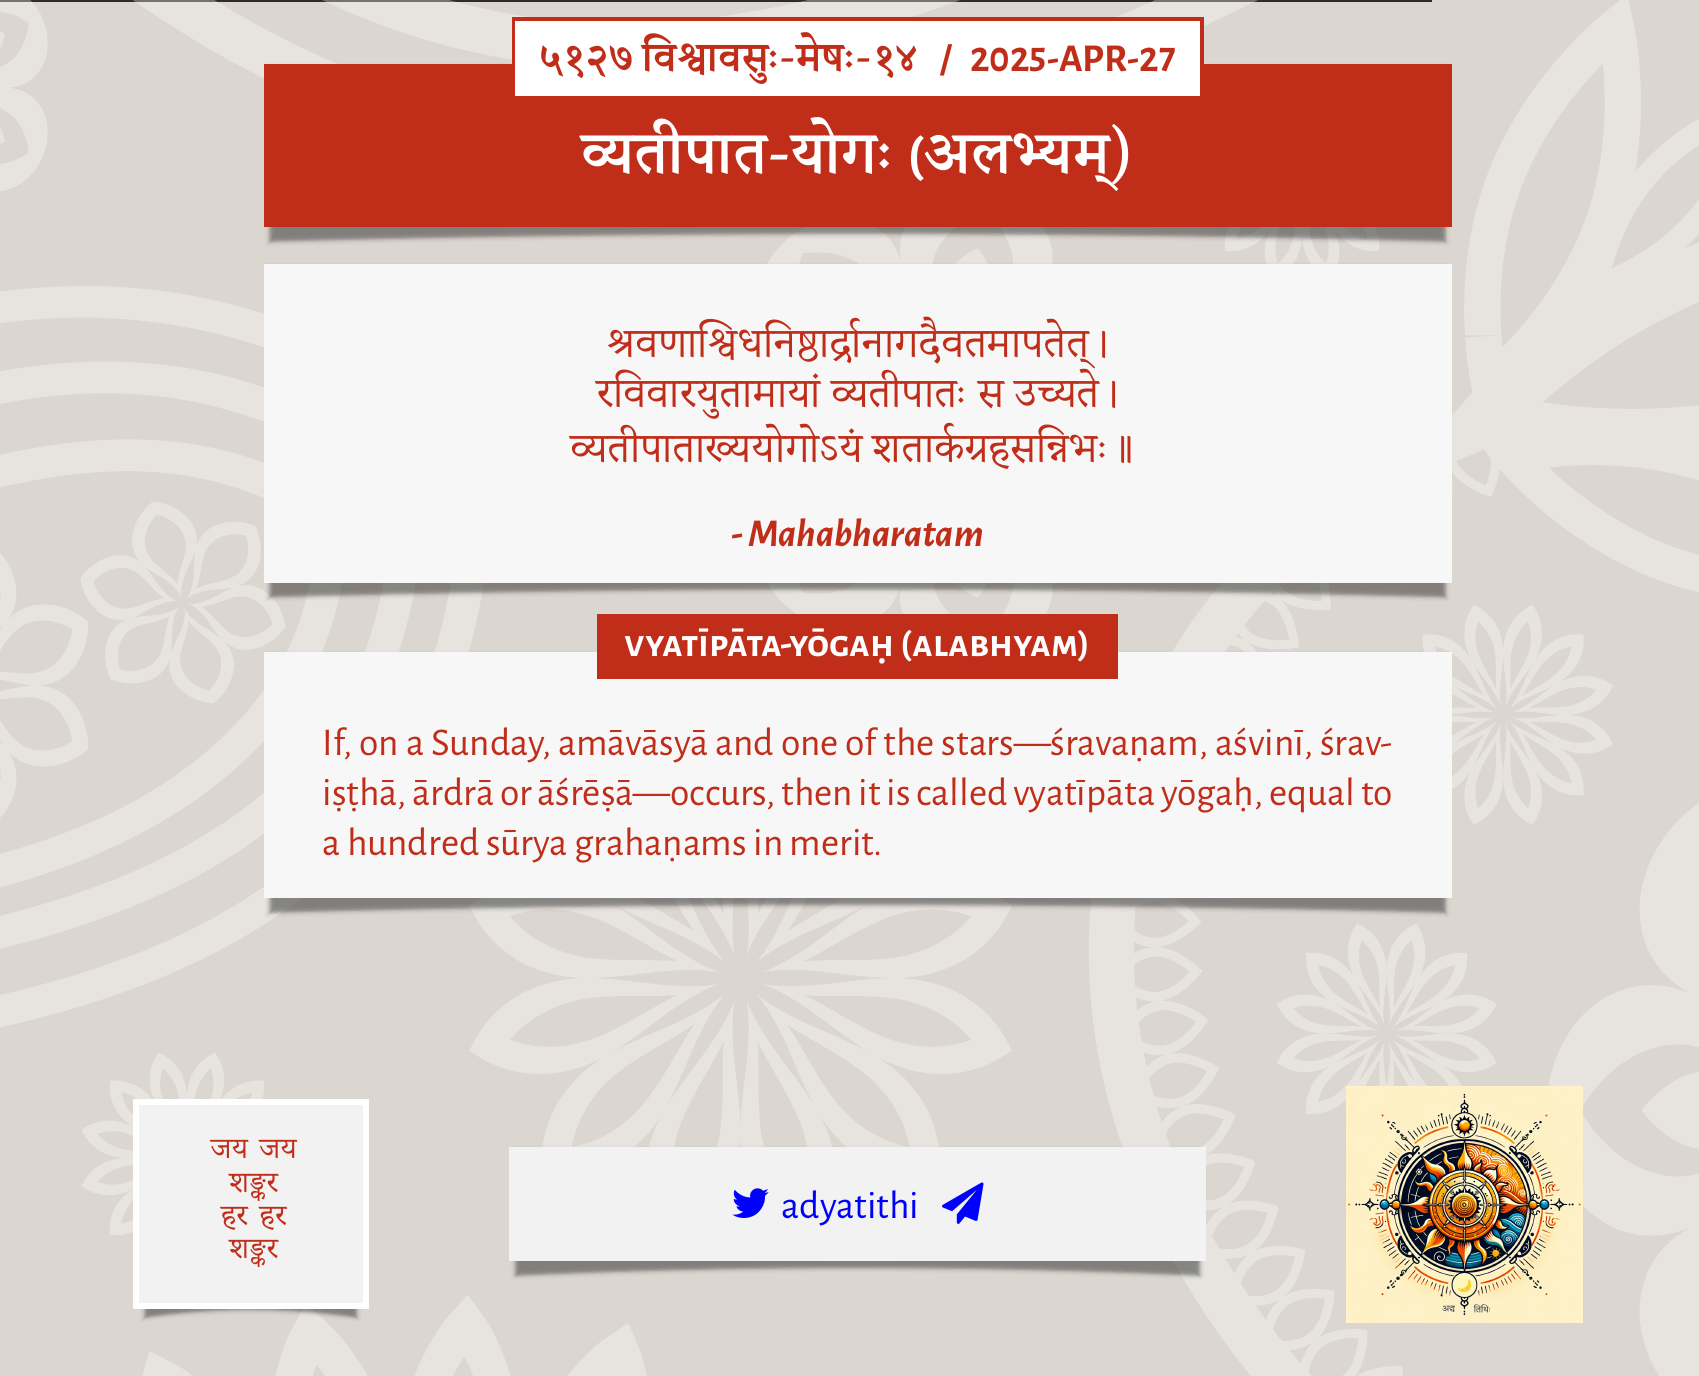 ५१२७ विश्वावसुः-मेषः-१४ / 2025-APR-27
व्यतीपात-योगः (अलभ्यम्)
श्रवणाश्विधनिष्ठार्द्रानागदैवतमापतेत् ।
रविवारयुतामायां व्यतीपातः स उच्यते ।
व्यतीपाताख्ययोगोऽयं शतार्कग्रहसन्निभः ॥
- Mahabharatam
VYATĪPĀTA-YŌGAḤ (ALABHYAM)
If, on a Sunday, amāvāsyā and one of the stars—śravaṇam, aśvinī, śrav-
iṣṭhā, ārdrā or āśrēṣā—occurs, then it is called vyatīpāta yōgaḥ, equal to
a hundred sūrya grahaṇams in merit.
जय जय
शङ्कर
हर हर
शङ्कर
adyatithi
अद्य तिथिः